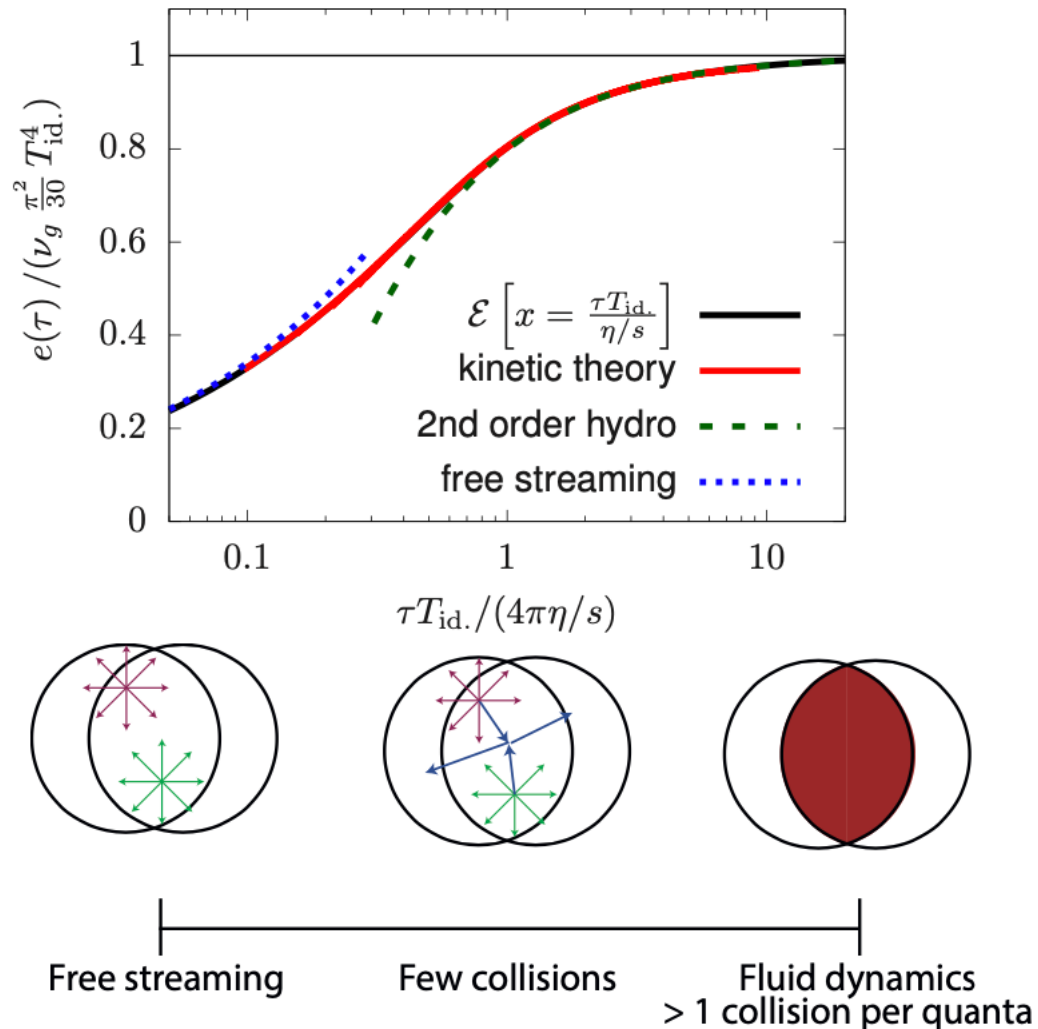 1
0.8
0.6
0.4
0.2
0
e(τ) / (ν_g π²/30 T⁴_id.)
ℰ [x = τT_id./η/s]
kinetic theory
2nd order hydro
free streaming
0.1 1 10
τT_id./(4πη/s)
Free streaming Few collisions Fluid dynamics
> 1 collision per quanta